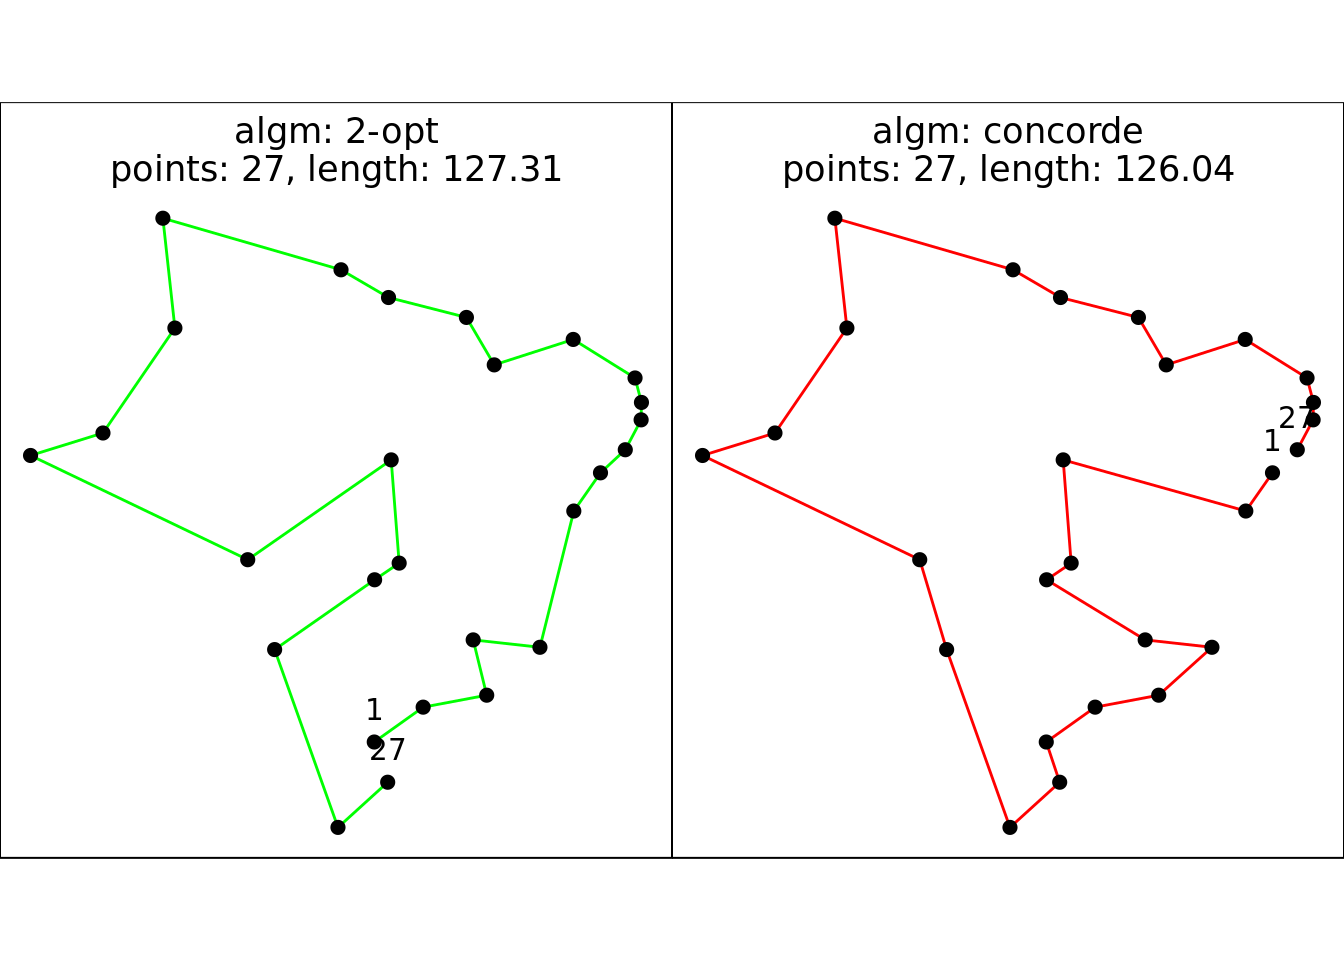 algm: 2-opt
points: 27, length: 127.31
1
27
algm: concorde
points: 27, length: 126.04
27
1